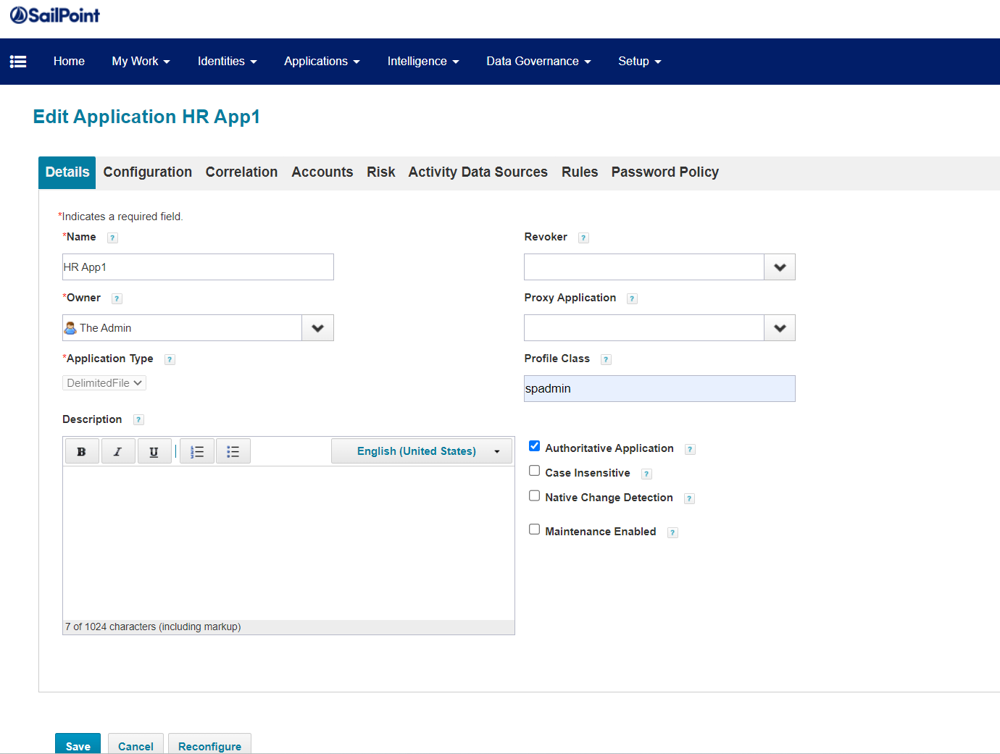 SailPoint
Home My Work Identities Applications Intelligence Data Governance Setup
Edit Application HR App1
Details Configuration Correlation Accounts Risk Activity Data Sources Rules Password Policy
*Indicates a required field.
*Name ?
HR App1
*Owner ?
The Admin
*Application Type ?
DelimitedFile
Description ?
B I U English (United States)
7 of 1024 characters (including markup)
Revoker ?
Proxy Application ?
Profile Class ?
spadmin
Authoritative Application ?
Case Insensitive ?
Native Change Detection ?
Maintenance Enabled ?
Save Cancel Reconfigure